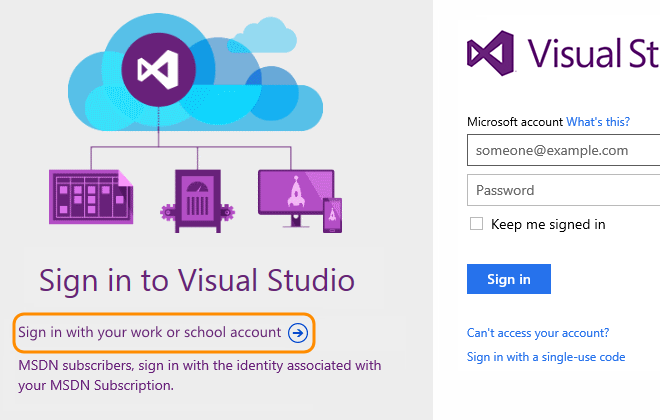 Sign in to Visual Studio
Sign in with your work or school account
MSDN subscribers, sign in with the identity associated with
your MSDN Subscription.
Visual St
Microsoft account What's this?
someone@example.com
Password
Keep me signed in
Sign in
Can't access your account?
Sign in with a single-use code